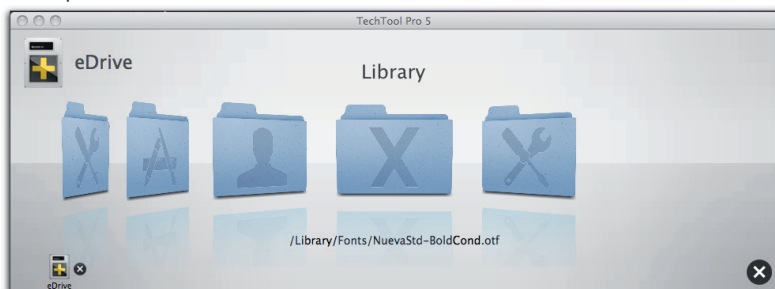 TechTool Pro 5
eDrive
Library
/Library/Fonts/NuevaStd-BoldCond.otf
eDrive